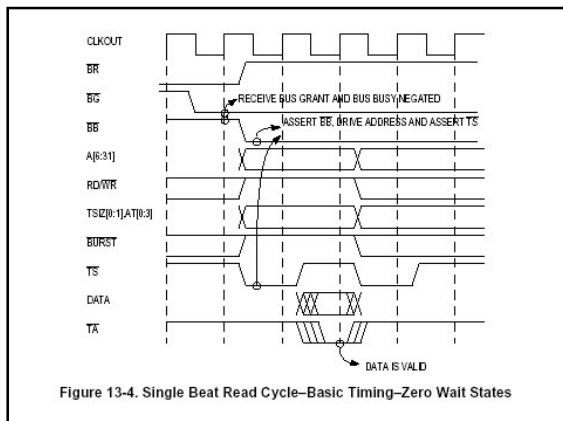 CLKOUT
BR
BG
RECEIVE BUS GRANT AND BUS BUSY NEGATED
BB
ASSERT BB, DRIVE ADDRESS AND ASSERT TS
A[6:31]
RD/WR
TSIZ[0:1],AT[0:3]
BURST
TS
DATA
TA
DATA IS VALID
Figure 13-4. Single Beat Read Cycle–Basic Timing–Zero Wait States